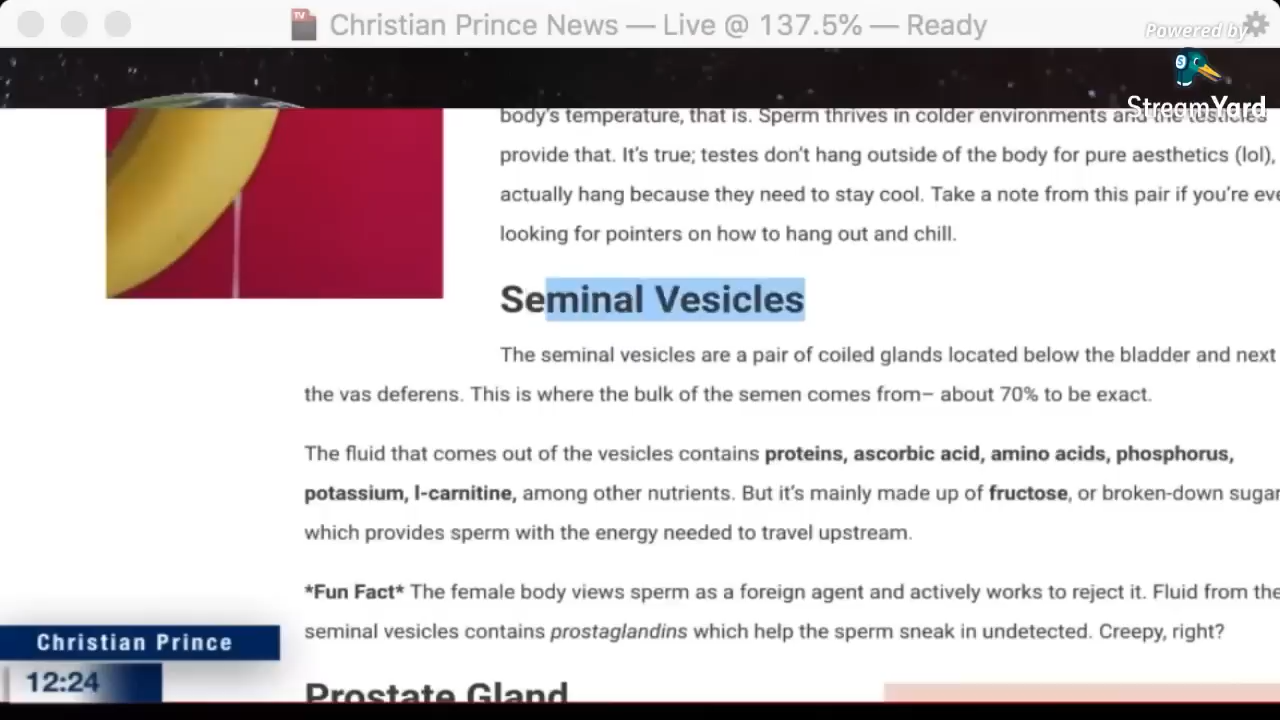 Christian Prince News — Live @ 137.5% — Ready
Powered by
StreamYard
body's temperature, that is. Sperm thrives in colder environments and the testicles
provide that. It's true; testes don't hang outside of the body for pure aesthetics (lol),
actually hang because they need to stay cool. Take a note from this pair if you're eve
looking for pointers on how to hang out and chill.
Seminal Vesicles
The seminal vesicles are a pair of coiled glands located below the bladder and next
the vas deferens. This is where the bulk of the semen comes from– about 70% to be exact.
The fluid that comes out of the vesicles contains proteins, ascorbic acid, amino acids, phosphorus,
potassium, l-carnitine, among other nutrients. But it's mainly made up of fructose, or broken-down sugar
which provides sperm with the energy needed to travel upstream.
*Fun Fact* The female body views sperm as a foreign agent and actively works to reject it. Fluid from the
seminal vesicles contains prostaglandins which help the sperm sneak in undetected. Creepy, right?
Christian Prince
12:24
Prostate Gland